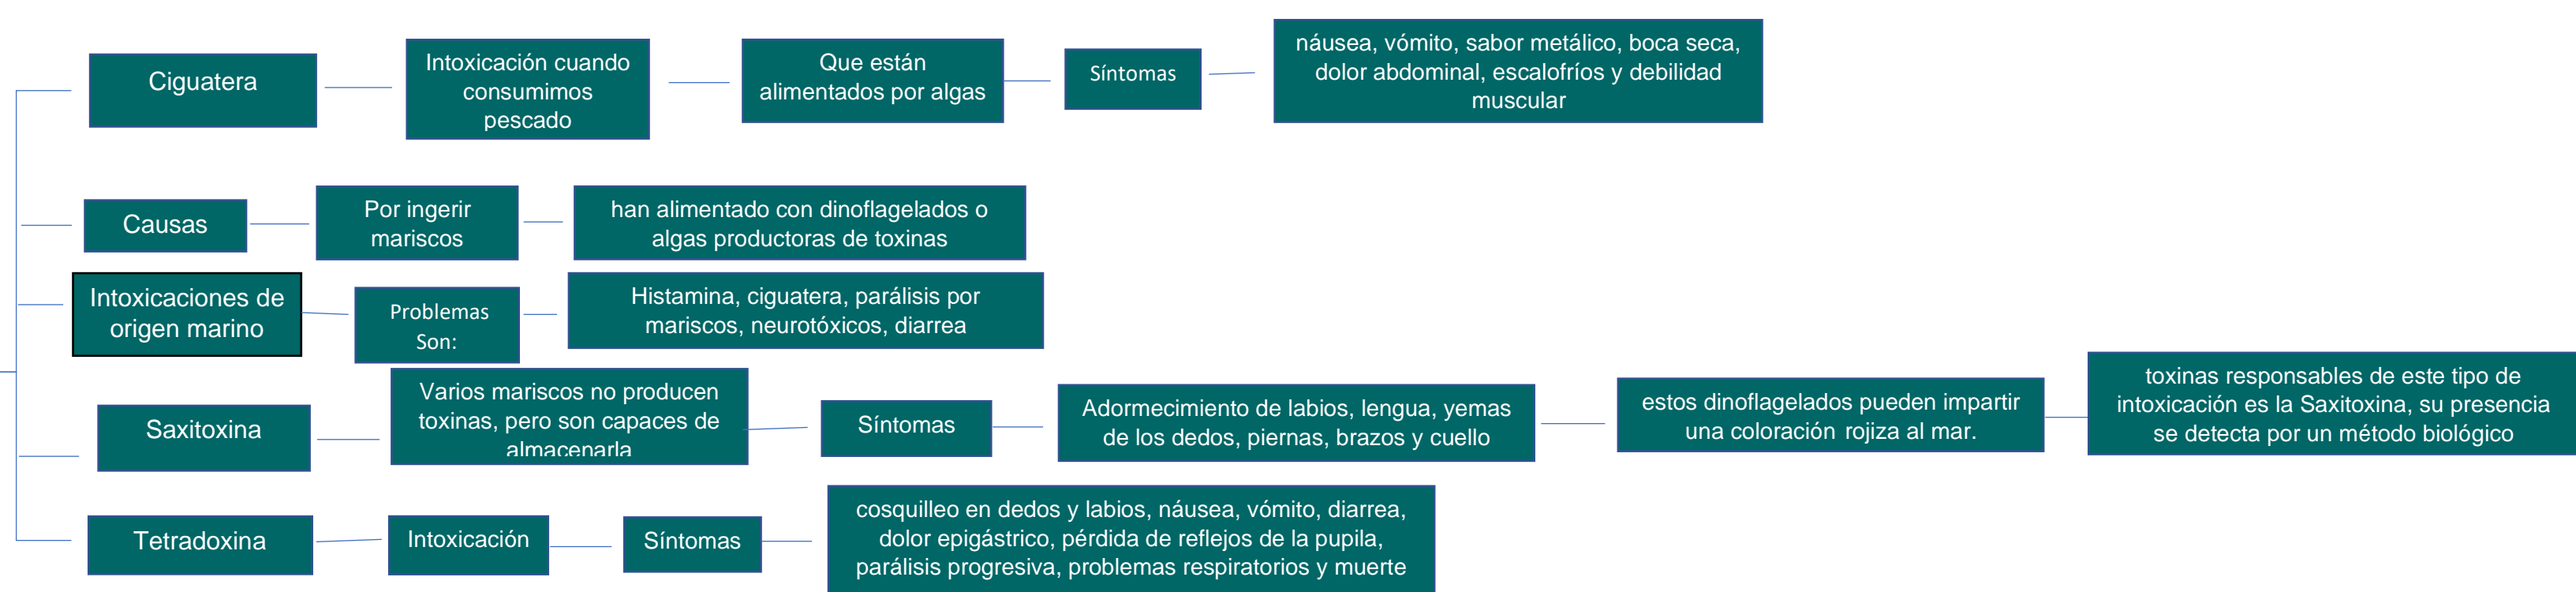 Ciguatera
Intoxicación cuando
consumimos
pescado
Que están
alimentados por algas
Síntomas
náusea, vómito, sabor metálico, boca seca,
dolor abdominal, escalofríos y debilidad
muscular
Causas
Por ingerir
mariscos
han alimentado con dinoflagelados o
algas productoras de toxinas
Intoxicaciones de
origen marino
Problemas
Son:
Histamina, ciguatera, parálisis por
mariscos, neurotóxicos, diarrea
Saxitoxina
Varios mariscos no producen
toxinas, pero son capaces de
almacenarla
Síntomas
Adormecimiento de labios, lengua, yemas
de los dedos, piernas, brazos y cuello
estos dinoflagelados pueden impartir
una coloración rojiza al mar.
toxinas responsables de este tipo de
intoxicación es la Saxitoxina, su presencia
se detecta por un método biológico
Tetradoxina
Intoxicación
Síntomas
cosquilleo en dedos y labios, náusea, vómito, diarrea,
dolor epigástrico, pérdida de reflejos de la pupila,
parálisis progresiva, problemas respiratorios y muerte